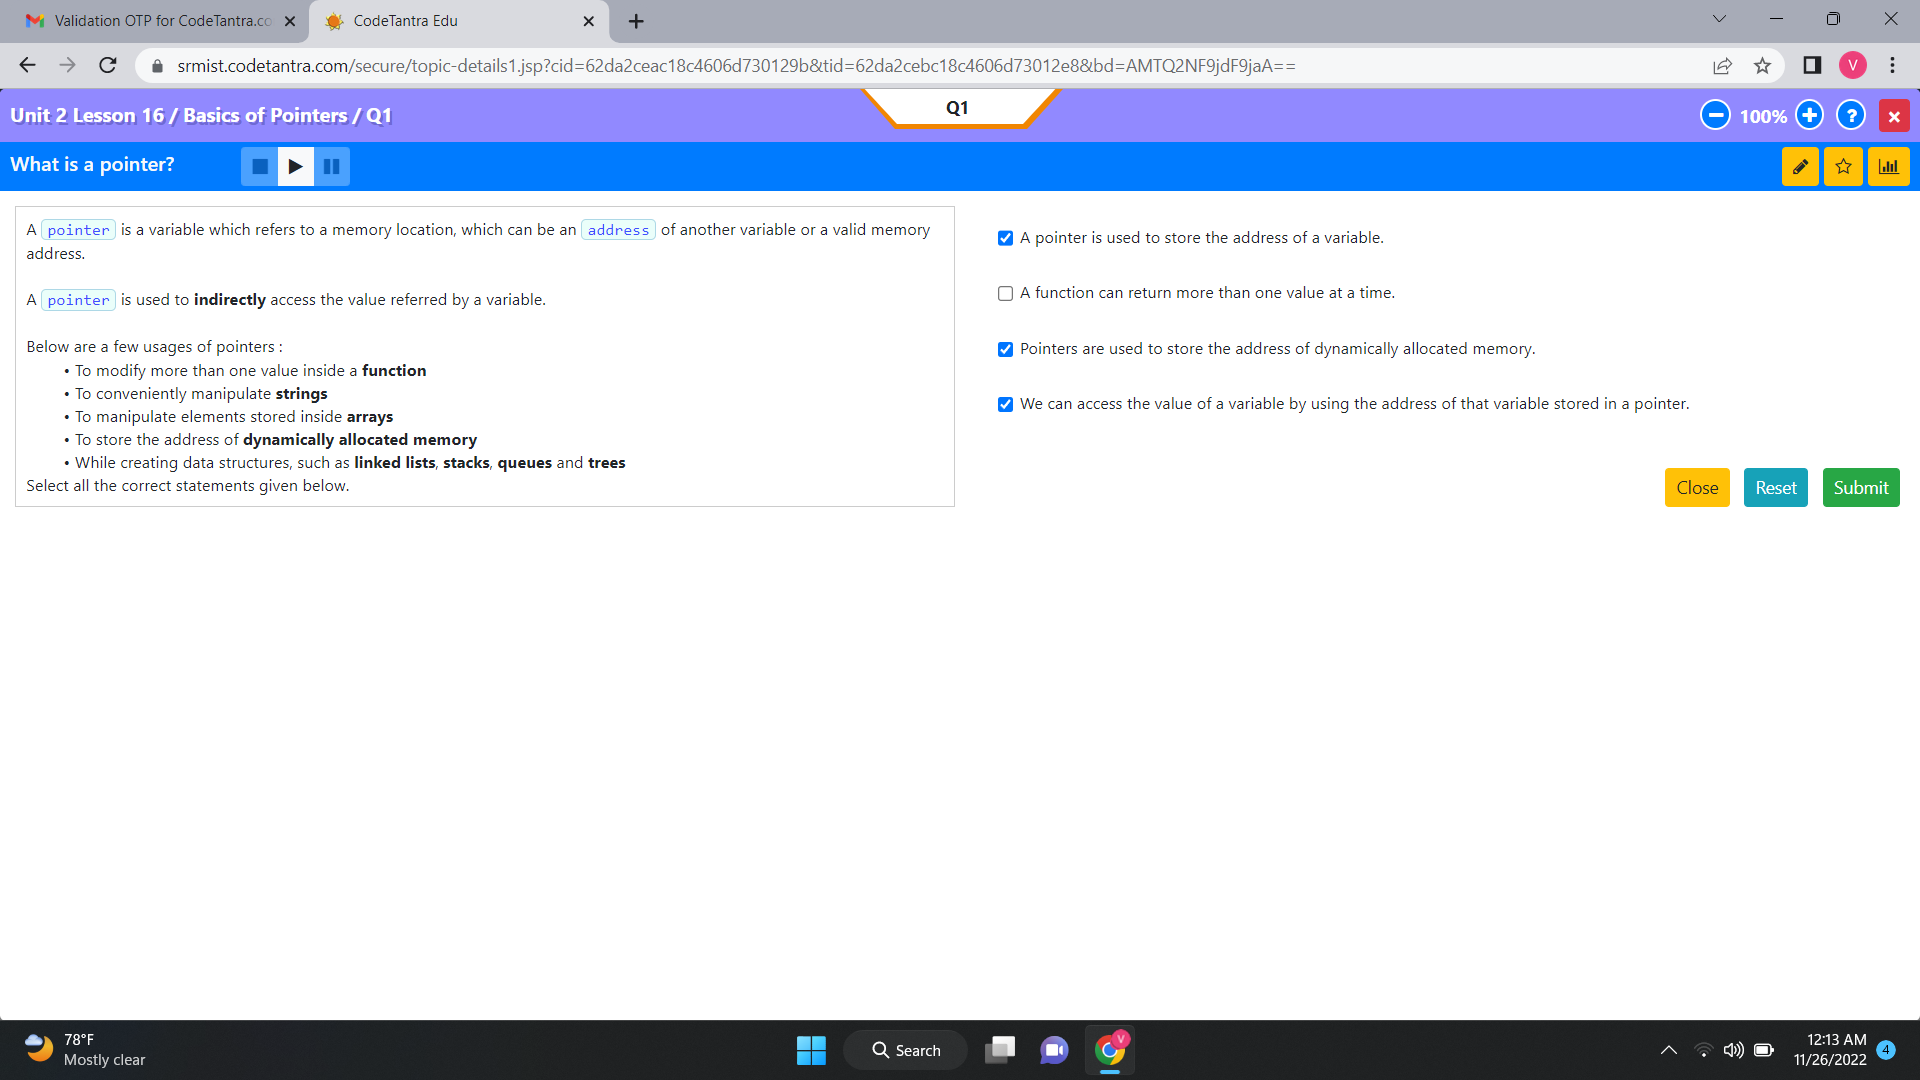 Validation OTP for CodeTantra.co
CodeTantra Edu
srmist.codetantra.com/secure/topic-details1.jsp?cid=62da2ceac18c4606d730129b&tid=62da2cebc18c4606d73012e8&bd=AMTQ2NF9jdF9jaA==
V
Unit 2 Lesson 16 / Basics of Pointers / Q1
Q1
100%
?
What is a pointer?
A pointer is a variable which refers to a memory location, which can be an address of another variable or a valid memory
address.
A pointer is used to indirectly access the value referred by a variable.
Below are a few usages of pointers :
• To modify more than one value inside a function
• To conveniently manipulate strings
• To manipulate elements stored inside arrays
• To store the address of dynamically allocated memory
• While creating data structures, such as linked lists, stacks, queues and trees
Select all the correct statements given below.
A pointer is used to store the address of a variable.
A function can return more than one value at a time.
Pointers are used to store the address of dynamically allocated memory.
We can access the value of a variable by using the address of that variable stored in a pointer.
Close
Reset
Submit
78°F
Mostly clear
Search
V
12:13 AM
11/26/2022
4